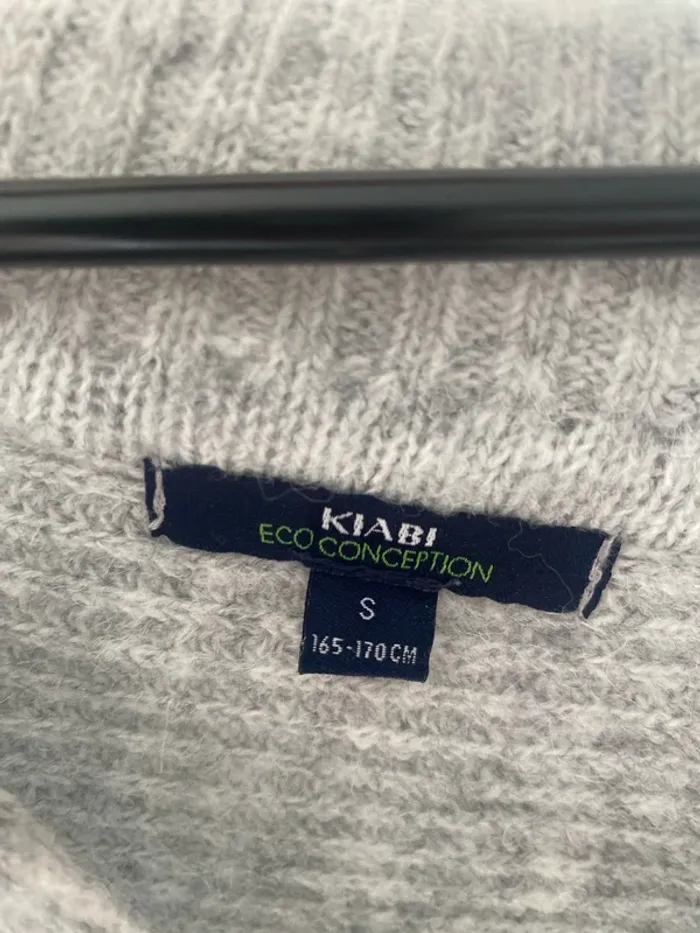 KIABI
ECO CONCEPTION
S
165-170CM